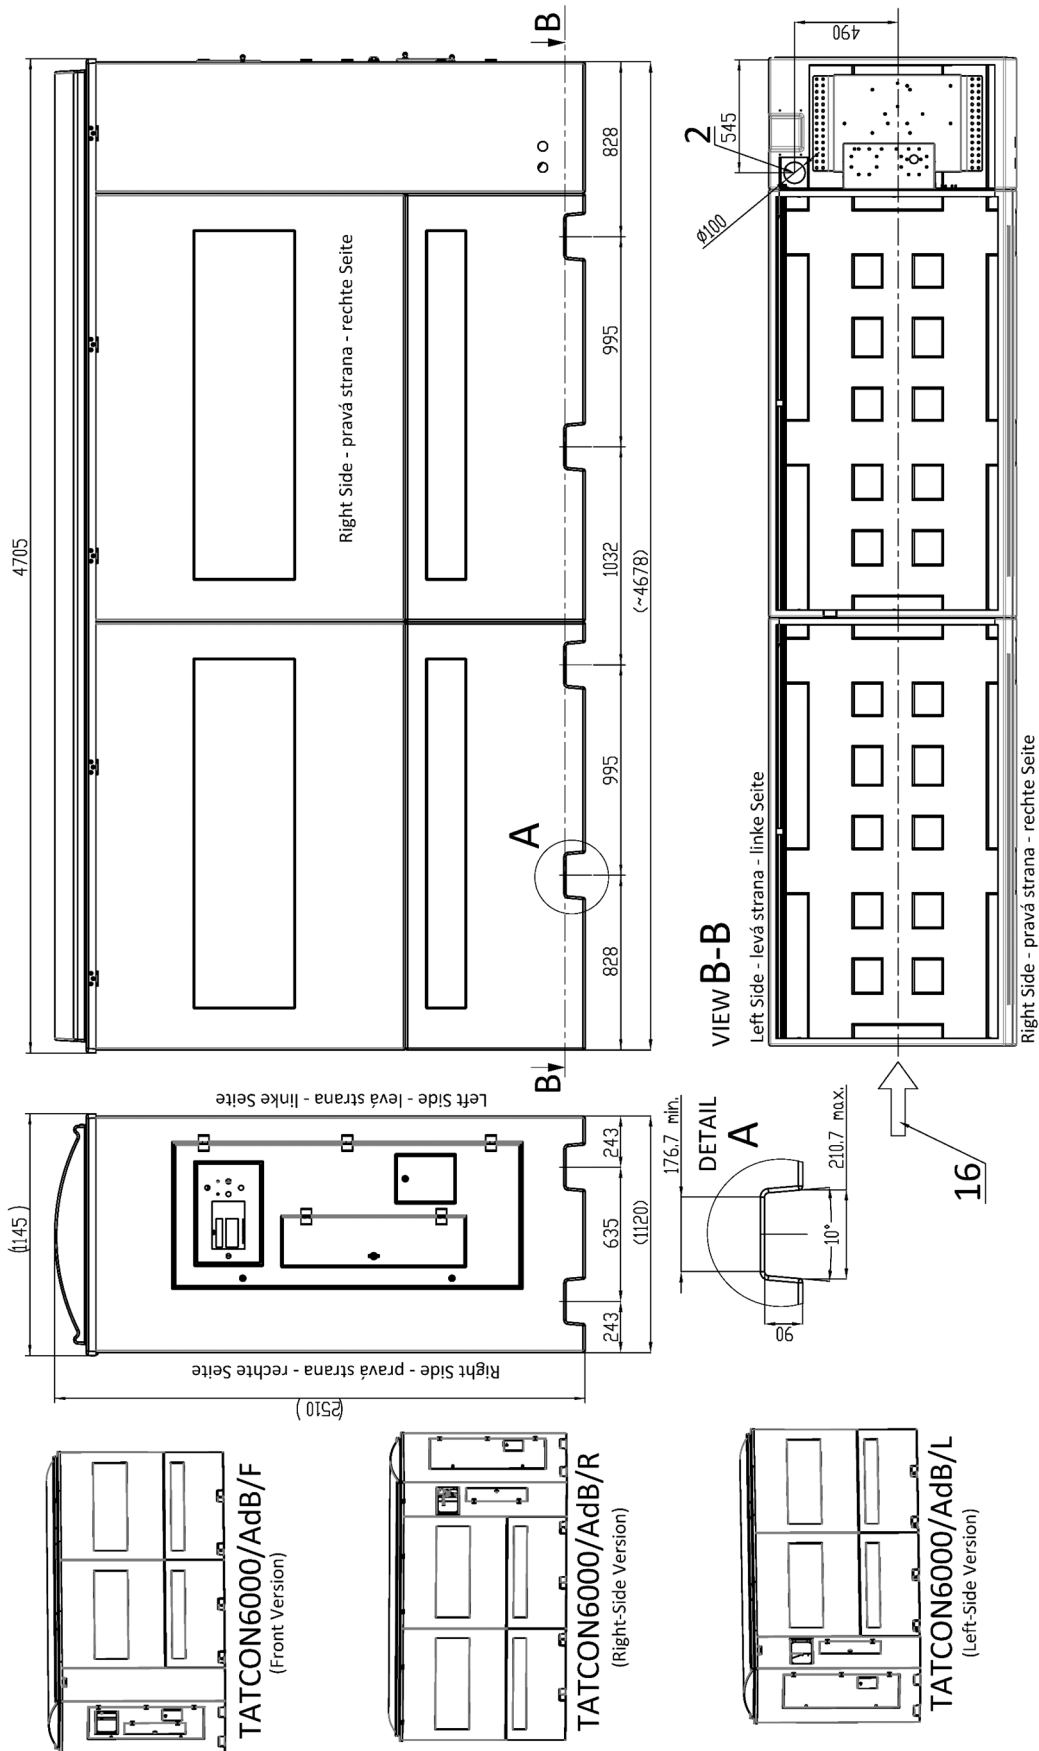 4705
Right Side - pravá strana - rechte Seite
B
B
A
828
995
1032
995
828
(~4678)
(1145)
Left Side - levá strana - linke Seite
Right Side - pravá strana - rechte Seite
243
635
243
(1120)
(2510)
VIEW B-B
Left Side - levá strana - linke Seite
Right Side - pravá strana - rechte Seite
490
545
2
Ø100
16
DETAIL
A
176,7 min.
210,7 max.
10°
90
TATCON6000/AdB/F
(Front Version)
TATCON6000/AdB/R
(Right-Side Version)
TATCON6000/AdB/L
(Left-Side Version)